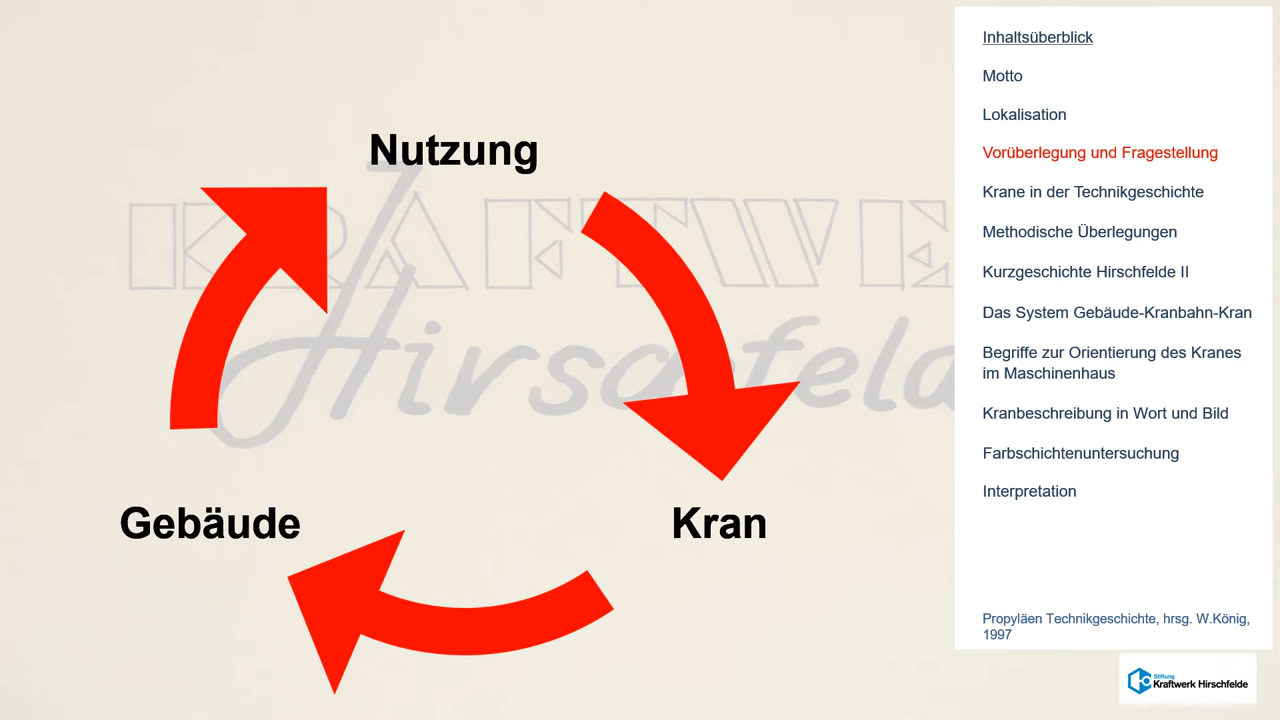 Nutzung
KRAFTWE
Hirschfeld
Gebäude
Kran
Inhaltsüberblick
Motto
Lokalisation
Vorüberlegung und Fragestellung
Krane in der Technikgeschichte
Methodische Überlegungen
Kurzgeschichte Hirschfelde II
Das System Gebäude-Kranbahn-Kran
Begriffe zur Orientierung des Kranes
im Maschinenhaus
Kranbeschreibung in Wort und Bild
Farbschichtenuntersuchung
Interpretation
Propyläen Technikgeschichte, hrsg. W.König,
1997
Stiftung
Kraftwerk Hirschfelde